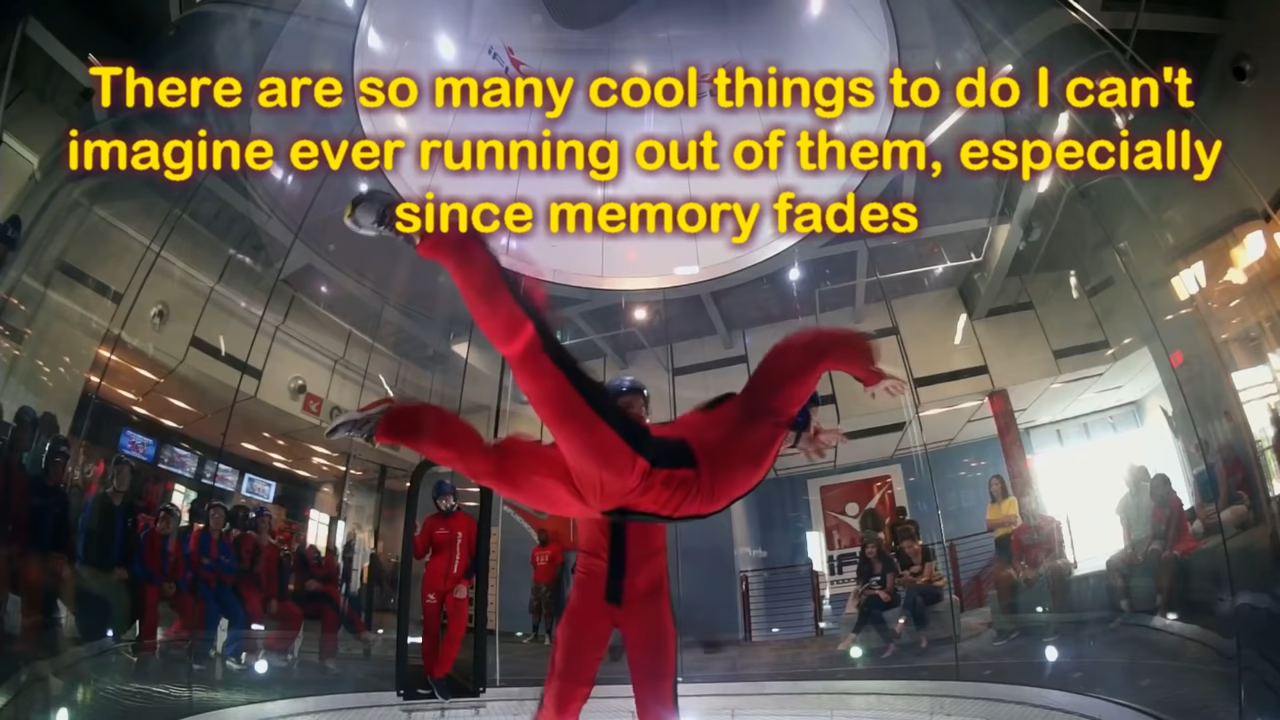 There are so many cool things to do I can't
imagine ever running out of them, especially
since memory fades
iFLY